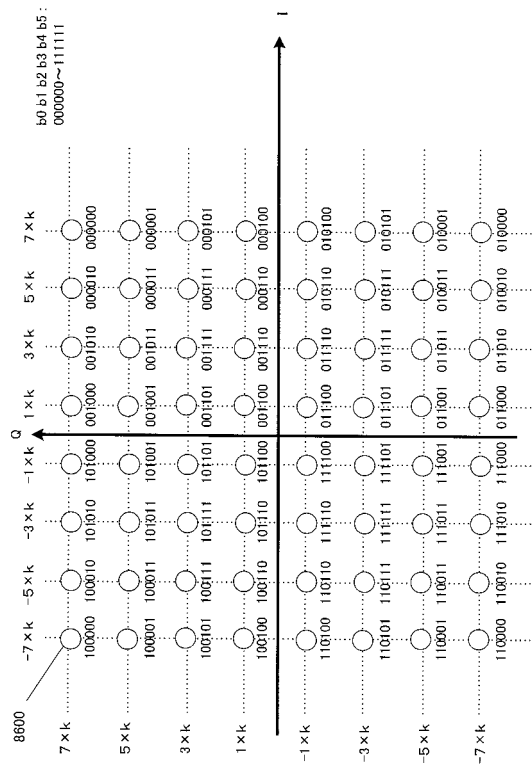 8600
b0 b1 b2 b3 b4 b5 :
000000~111111
Q
I
-7×k -5×k -3×k -1×k 1×k 3×k 5×k 7×k
7×k
100000 100010 101010 101000 001000 001010 000010 000000
5×k
100001 100011 101011 101001 001001 001011 000011 000001
3×k
100101 100111 101111 101101 001101 001111 000111 000101
1×k
100100 100110 101110 101100 001100 001110 000110 000100
-1×k
110100 110110 111110 111100 011100 011110 010110 010100
-3×k
110101 110111 111111 111101 011101 011111 010111 010101
-5×k
110001 110011 111011 111001 011001 011011 010011 010001
-7×k
110000 110010 111010 111000 011000 011010 010010 010000